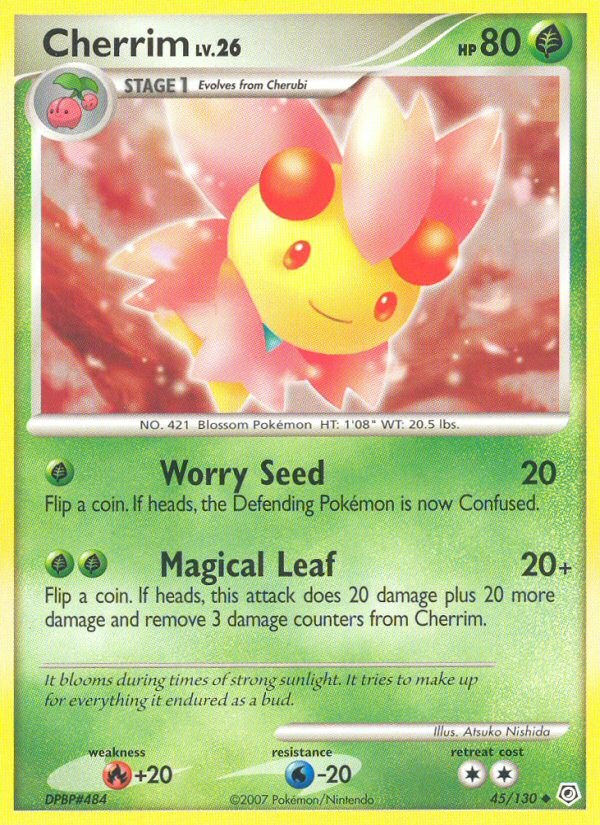 Cherrim LV.26 HP 80
STAGE 1 Evolves from Cherubi
NO. 421 Blossom Pokémon HT: 1'08" WT: 20.5 lbs.
Worry Seed 20
Flip a coin. If heads, the Defending Pokémon is now Confused.
Magical Leaf 20+
Flip a coin. If heads, this attack does 20 damage plus 20 more
damage and remove 3 damage counters from Cherrim.
It blooms during times of strong sunlight. It tries to make up
for everything it endured as a bud.
Illus. Atsuko Nishida
weakness resistance retreat cost
+20 -20
DPBP#484 ©2007 Pokémon/Nintendo 45/130